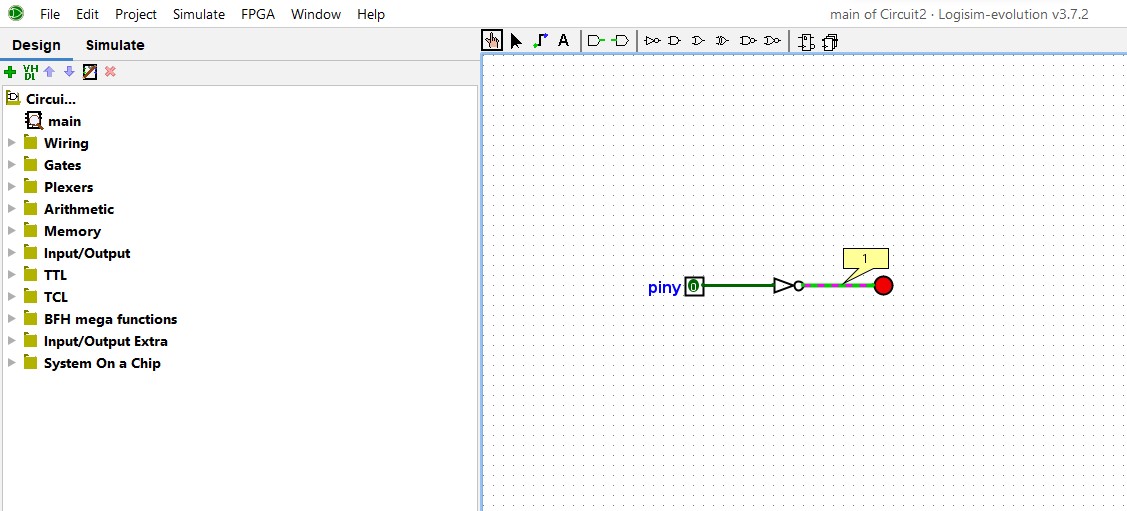 File Edit Project Simulate FPGA Window Help main of Circuit2 · Logisim-evolution v3.7.2
Design Simulate
A
VH
DL
Circui...
main
Wiring
Gates
Plexers
Arithmetic
Memory
Input/Output
TTL
TCL
BFH mega functions
Input/Output Extra
System On a Chip
1
piny 0